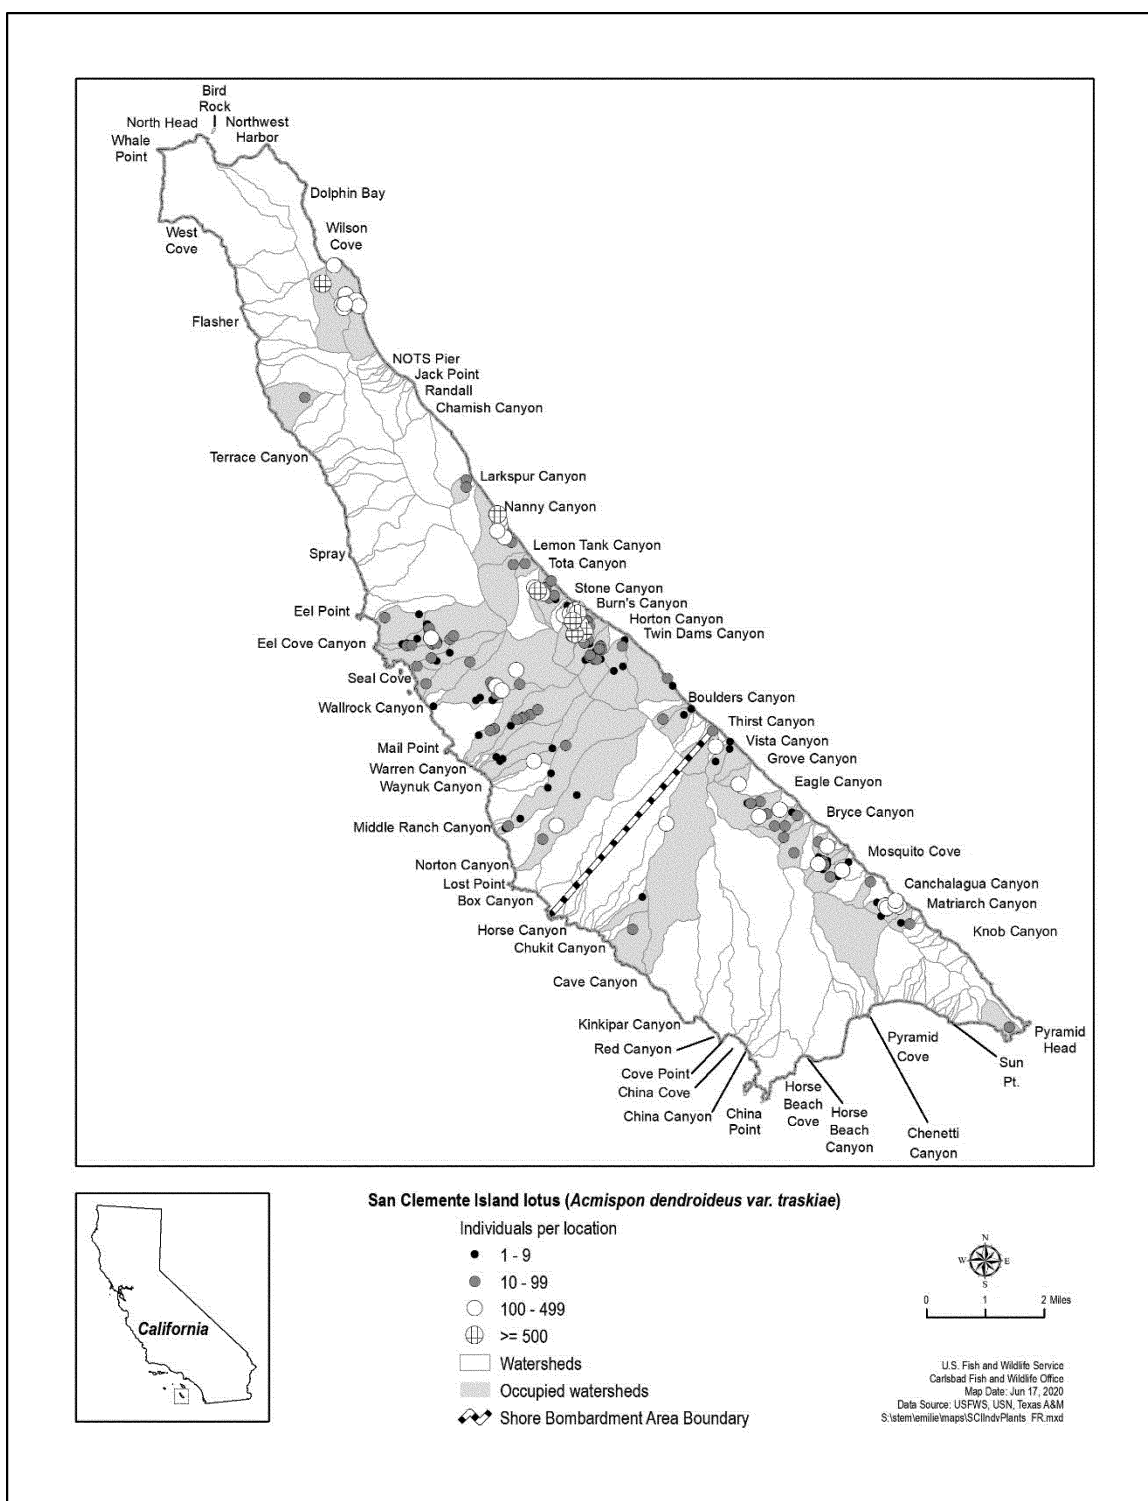 Bird
Rock
North Head
Northwest
Harbor
Whale
Point
Dolphin Bay
West
Cove
Wilson
Cove
Flasher
NOTS Pier
Jack Point
Randall
Chamish Canyon
Terrace Canyon
Larkspur Canyon
Nanny Canyon
Lemon Tank Canyon
Spray
Tota Canyon
Stone Canyon
Burn's Canyon
Eel Point
Horton Canyon
Twin Dams Canyon
Eel Cove Canyon
Seal Cove
Boulders Canyon
Wallrock Canyon
Thirst Canyon
Vista Canyon
Mail Point
Grove Canyon
Warren Canyon
Eagle Canyon
Waynuk Canyon
Bryce Canyon
Middle Ranch Canyon
Mosquito Cove
Norton Canyon
Canchalagua Canyon
Lost Point
Box Canyon
Matriarch Canyon
Horse Canyon
Knob Canyon
Chukit Canyon
Cave Canyon
Kinkipar Canyon
Red Canyon
Cove Point
China Cove
China Canyon
China
Point
Horse
Beach
Cove
Horse
Beach
Canyon
Pyramid
Cove
Chenetti
Canyon
Sun
Pt.
Pyramid
Head
California
San Clemente Island lotus (Acmispon dendroideus var. traskiae)
Individuals per location
1 - 9
10 - 99
100 - 499
>= 500
Watersheds
Occupied watersheds
Shore Bombardment Area Boundary
N
W E
S
0 1 2 Miles
U.S. Fish and Wildlife Service
Carlsbad Fish and Wildlife Office
Map Date: Jun 17, 2020
Data Source: USFWS, USN, Texas A&M
S:\stem\emilie\maps\SCIIndvPlants FR.mxd